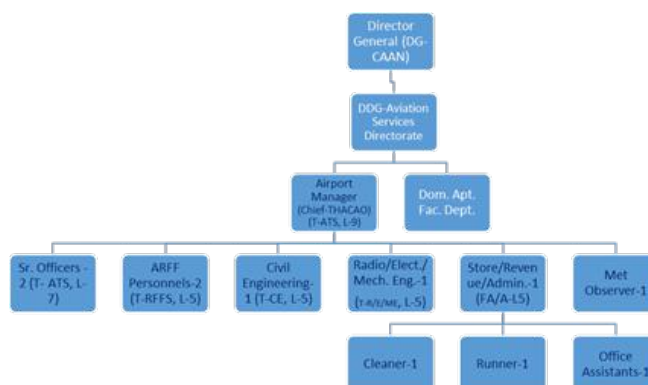 Director
General (DG-
CAAN)
DDG-Aviation
Services
Directorate
Airport
Manager
(Chief-THACAO)
(T-ATS, L-9)
Dom. Apt.
Fac. Dept.
Sr. Officers -
2 (T- ATS, L-
7)
ARFF
Personnels-2
(T-RFFS, L-5)
Civil
Engineering-
1 (T-CE, L-5)
Radio/Elect./
Mech. Eng.-1
(T-R/E/ME, L-5)
Store/Reven
ue/Admin.-1
(FA/A-L5)
Met
Observer-1
Cleaner-1
Runner-1
Office
Assistants-1